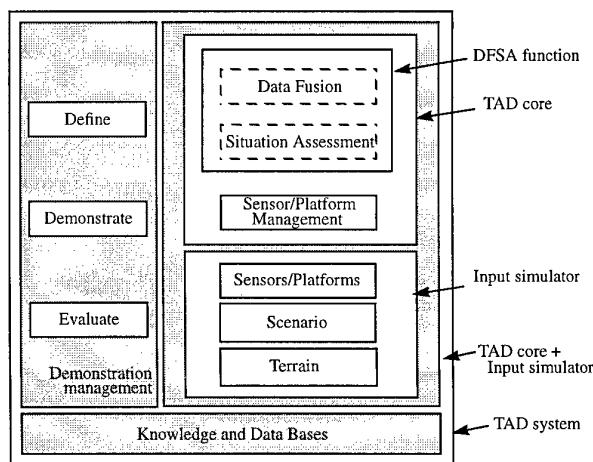 Define
Demonstrate
Evaluate
Demonstration
management
Data Fusion
Situation Assessment
Sensor/Platform
Management
Sensors/Platforms
Scenario
Terrain
Knowledge and Data Bases
DFSA function
TAD core
Input simulator
TAD core +
Input simulator
TAD system